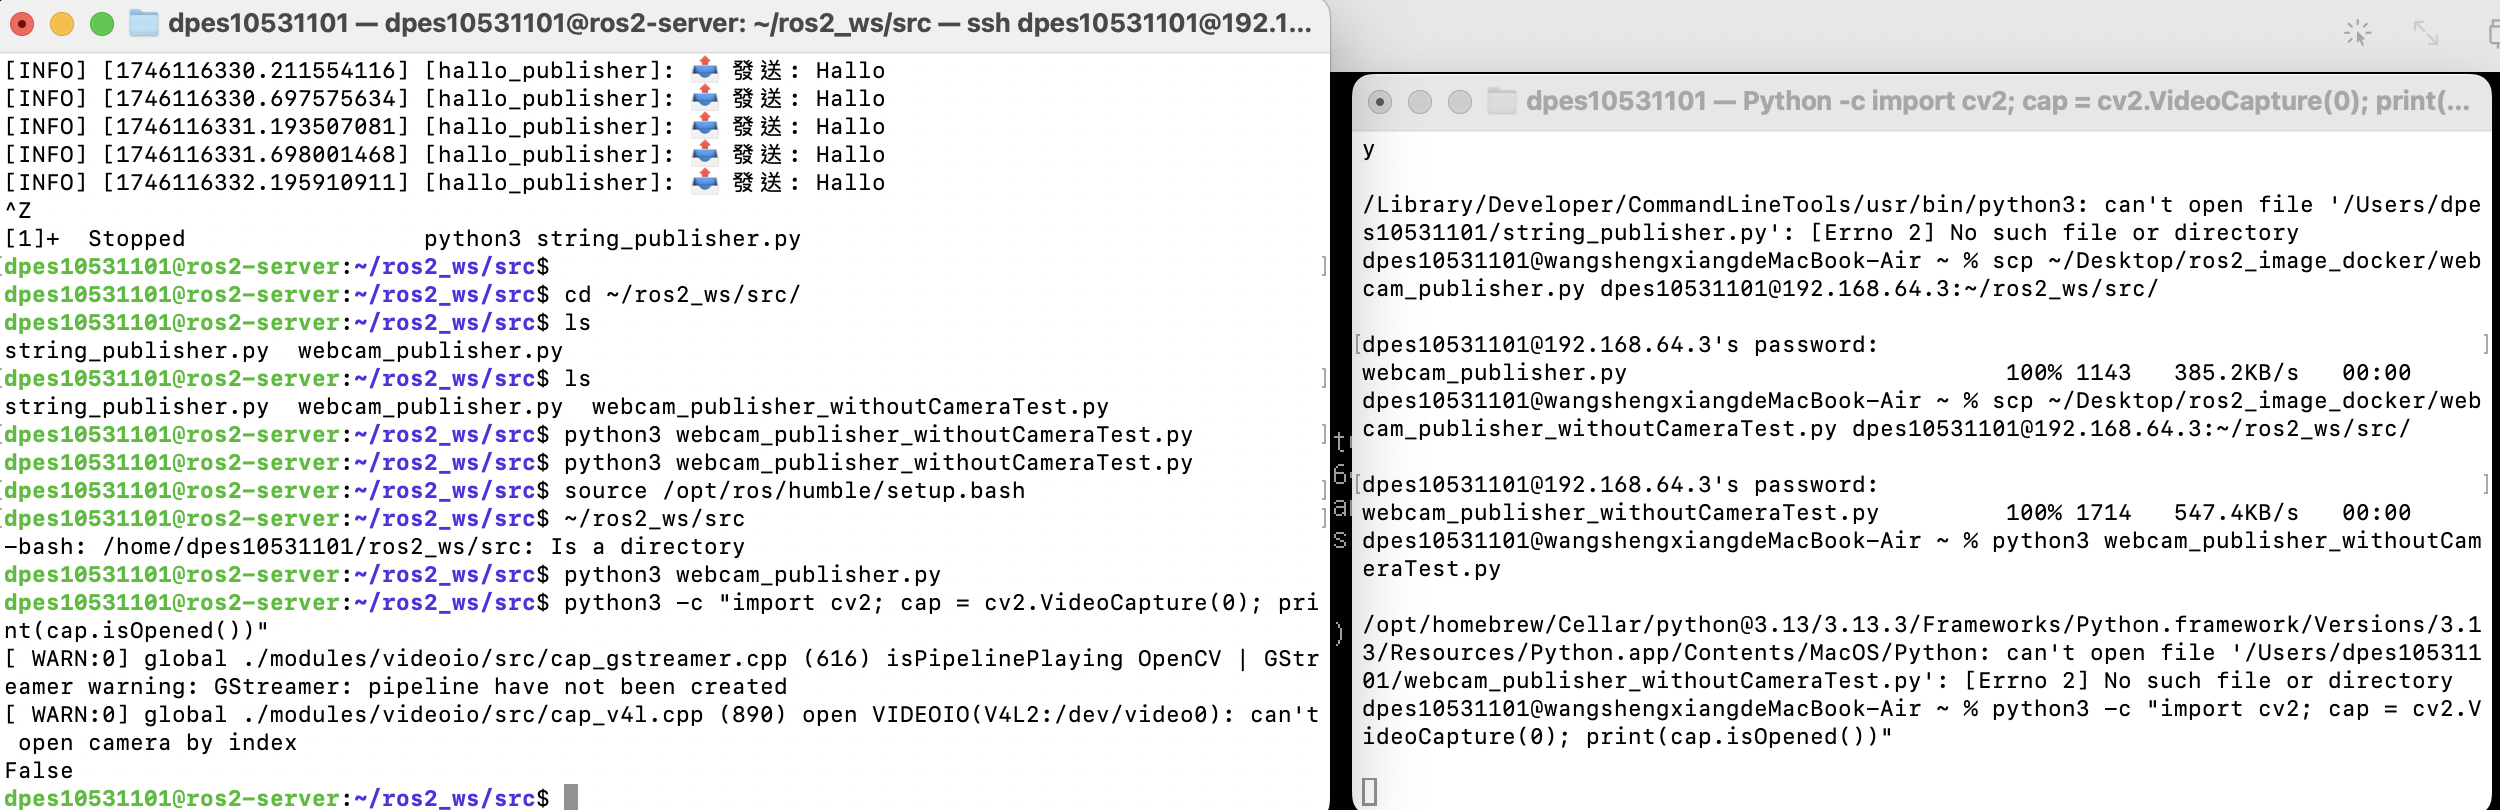 dpes10531101 — dpes10531101@ros2-server: ~/ros2_ws/src — ssh dpes10531101@192.1...
[INFO] [1746116330.211554116] [hallo_publisher]: 📤 發送: Hallo
[INFO] [1746116330.697575634] [hallo_publisher]: 📤 發送: Hallo
[INFO] [1746116331.193507081] [hallo_publisher]: 📤 發送: Hallo
[INFO] [1746116331.698001468] [hallo_publisher]: 📤 發送: Hallo
[INFO] [1746116332.195910911] [hallo_publisher]: 📤 發送: Hallo
^Z
[1]+  Stopped                 python3 string_publisher.py
dpes10531101@ros2-server:~/ros2_ws/src$
dpes10531101@ros2-server:~/ros2_ws/src$ cd ~/ros2_ws/src/
dpes10531101@ros2-server:~/ros2_ws/src$ ls
string_publisher.py  webcam_publisher.py
dpes10531101@ros2-server:~/ros2_ws/src$ ls
string_publisher.py  webcam_publisher.py  webcam_publisher_withoutCameraTest.py
dpes10531101@ros2-server:~/ros2_ws/src$ python3 webcam_publisher_withoutCameraTest.py
dpes10531101@ros2-server:~/ros2_ws/src$ python3 webcam_publisher_withoutCameraTest.py
dpes10531101@ros2-server:~/ros2_ws/src$ source /opt/ros/humble/setup.bash
dpes10531101@ros2-server:~/ros2_ws/src$ ~/ros2_ws/src
-bash: /home/dpes10531101/ros2_ws/src: Is a directory
dpes10531101@ros2-server:~/ros2_ws/src$ python3 webcam_publisher.py
dpes10531101@ros2-server:~/ros2_ws/src$ python3 -c "import cv2; cap = cv2.VideoCapture(0); pri
nt(cap.isOpened())"
[ WARN:0] global ./modules/videoio/src/cap_gstreamer.cpp (616) isPipelinePlaying OpenCV | GStr
eamer warning: GStreamer: pipeline have not been created
[ WARN:0] global ./modules/videoio/src/cap_v4l.cpp (890) open VIDEOIO(V4L2:/dev/video0): can't
 open camera by index
False
dpes10531101@ros2-server:~/ros2_ws/src$
dpes10531101 — Python -c import cv2; cap = cv2.VideoCapture(0); print(...
y
/Library/Developer/CommandLineTools/usr/bin/python3: can't open file '/Users/dpe
s10531101/string_publisher.py': [Errno 2] No such file or directory
dpes10531101@wangshengxiangdeMacBook-Air ~ % scp ~/Desktop/ros2_image_docker/web
cam_publisher.py dpes10531101@192.168.64.3:~/ros2_ws/src/
dpes10531101@192.168.64.3's password:
webcam_publisher.py                           100% 1143   385.2KB/s   00:00
dpes10531101@wangshengxiangdeMacBook-Air ~ % scp ~/Desktop/ros2_image_docker/web
cam_publisher_withoutCameraTest.py dpes10531101@192.168.64.3:~/ros2_ws/src/
dpes10531101@192.168.64.3's password:
webcam_publisher_withoutCameraTest.py         100% 1714   547.4KB/s   00:00
dpes10531101@wangshengxiangdeMacBook-Air ~ % python3 webcam_publisher_withoutCam
eraTest.py
/opt/homebrew/Cellar/python@3.13/3.13.3/Frameworks/Python.framework/Versions/3.1
3/Resources/Python.app/Contents/MacOS/Python: can't open file '/Users/dpes105311
01/webcam_publisher_withoutCameraTest.py': [Errno 2] No such file or directory
dpes10531101@wangshengxiangdeMacBook-Air ~ % python3 -c "import cv2; cap = cv2.V
ideoCapture(0); print(cap.isOpened())"